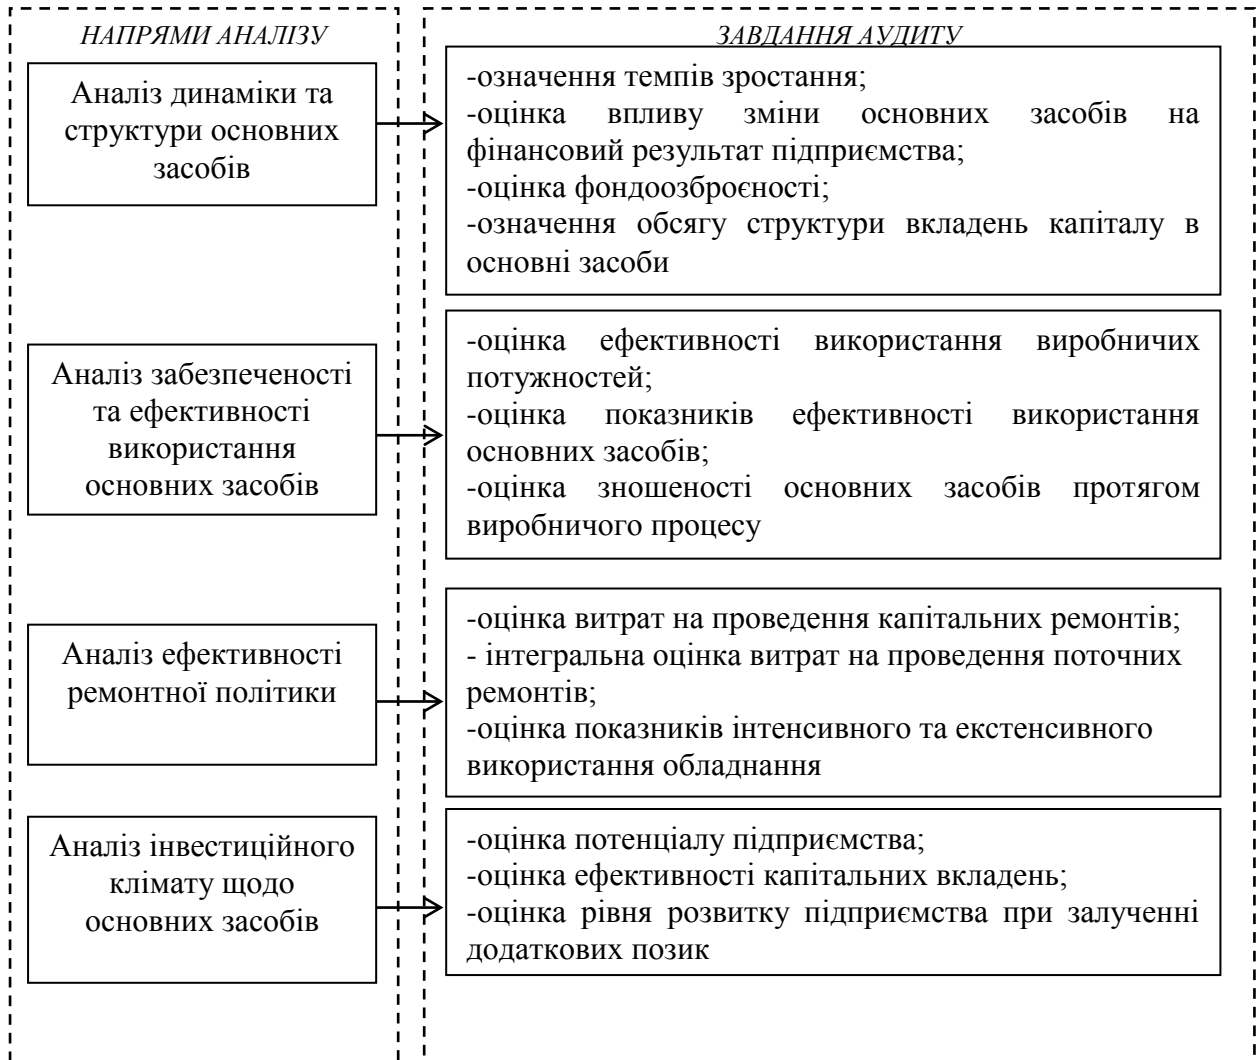 НАПРЯМИ АНАЛІЗУ
ЗАВДАННЯ АУДИТУ
Аналіз динаміки та
структури основних
засобів
-означення темпів зростання;
-оцінка впливу зміни основних засобів на
фінансовий результат підприємства;
-оцінка фондоозброєності;
-означення обсягу структури вкладень капіталу в
основні засоби
Аналіз забезпеченості
та ефективності
використання
основних засобів
-оцінка ефективності використання виробничих
потужностей;
-оцінка показників ефективності використання
основних засобів;
-оцінка зношеності основних засобів протягом
виробничого процесу
Аналіз ефективності
ремонтної політики
-оцінка витрат на проведення капітальних ремонтів;
- інтегральна оцінка витрат на проведення поточних
ремонтів;
-оцінка показників інтенсивного та екстенсивного
використання обладнання
Аналіз інвестиційного
клімату щодо
основних засобів
-оцінка потенціалу підприємства;
-оцінка ефективності капітальних вкладень;
-оцінка рівня розвитку підприємства при залученні
додаткових позик